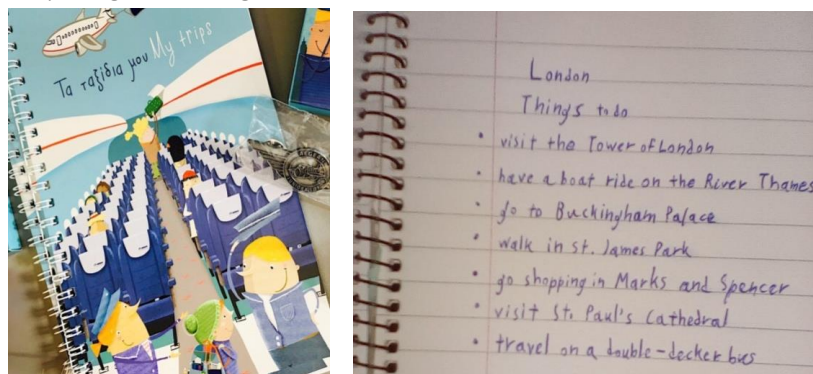 Τα ταξίδια μου My trips
London
Things to do
• visit the Tower of London
• have a boat ride on the River Thames
• go to Buckingham Palace
• walk in St. James Park
• go shopping in Marks and Spencer
• visit St. Paul's Cathedral
• travel on a double-decker bus